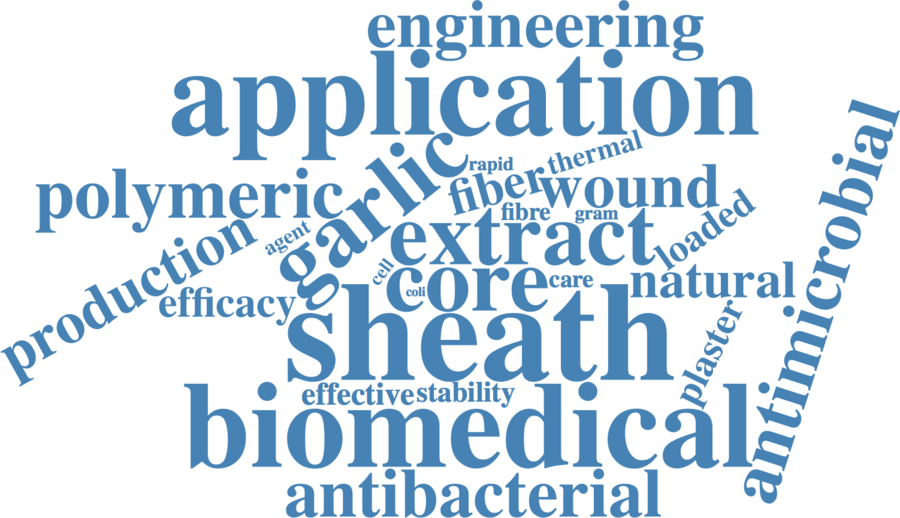 engineering
application
garlic
rapid
thermal
polymeric
fiber
wound
fibre
gram
antimicrobial
production
agent
extract
loaded
cell
core
coli
care
natural
efficacy
sheath
plaster
effective
stability
biomedical
antibacterial